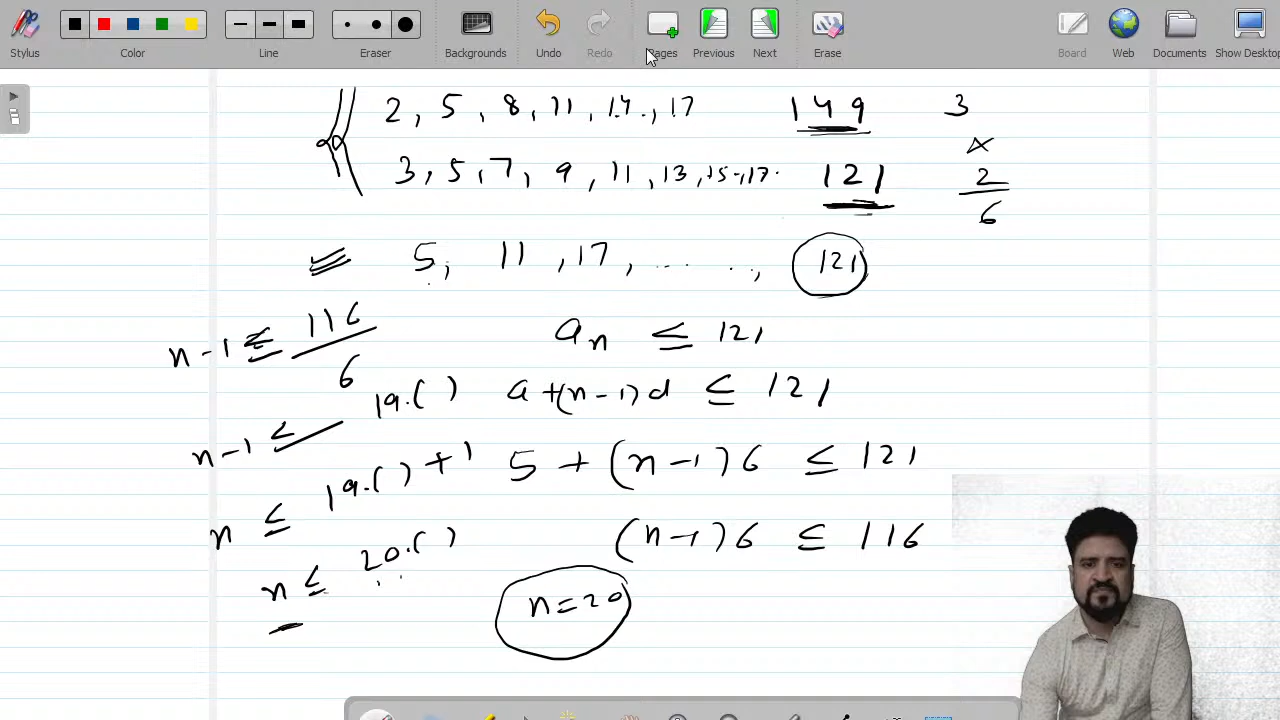 Stylus Color Line Eraser Backgrounds Undo Redo Pages Previous Next Erase Board Web Documents Show Desktop
2, 5, 8, 11, 14, 17 149 3
×
3, 5, 7, 9, 11, 13, 15, 17 121 2
6
5, 11, 17, ....., 121
n-1 ≤ 116/6
aₙ ≤ 121
a+(n-1)d ≤ 121
n-1 ≤ 19.( )
5 + (n-1)6 ≤ 121
n ≤ 19.( )+1
(n-1)6 ≤ 116
n ≤ 20.( )
n=20